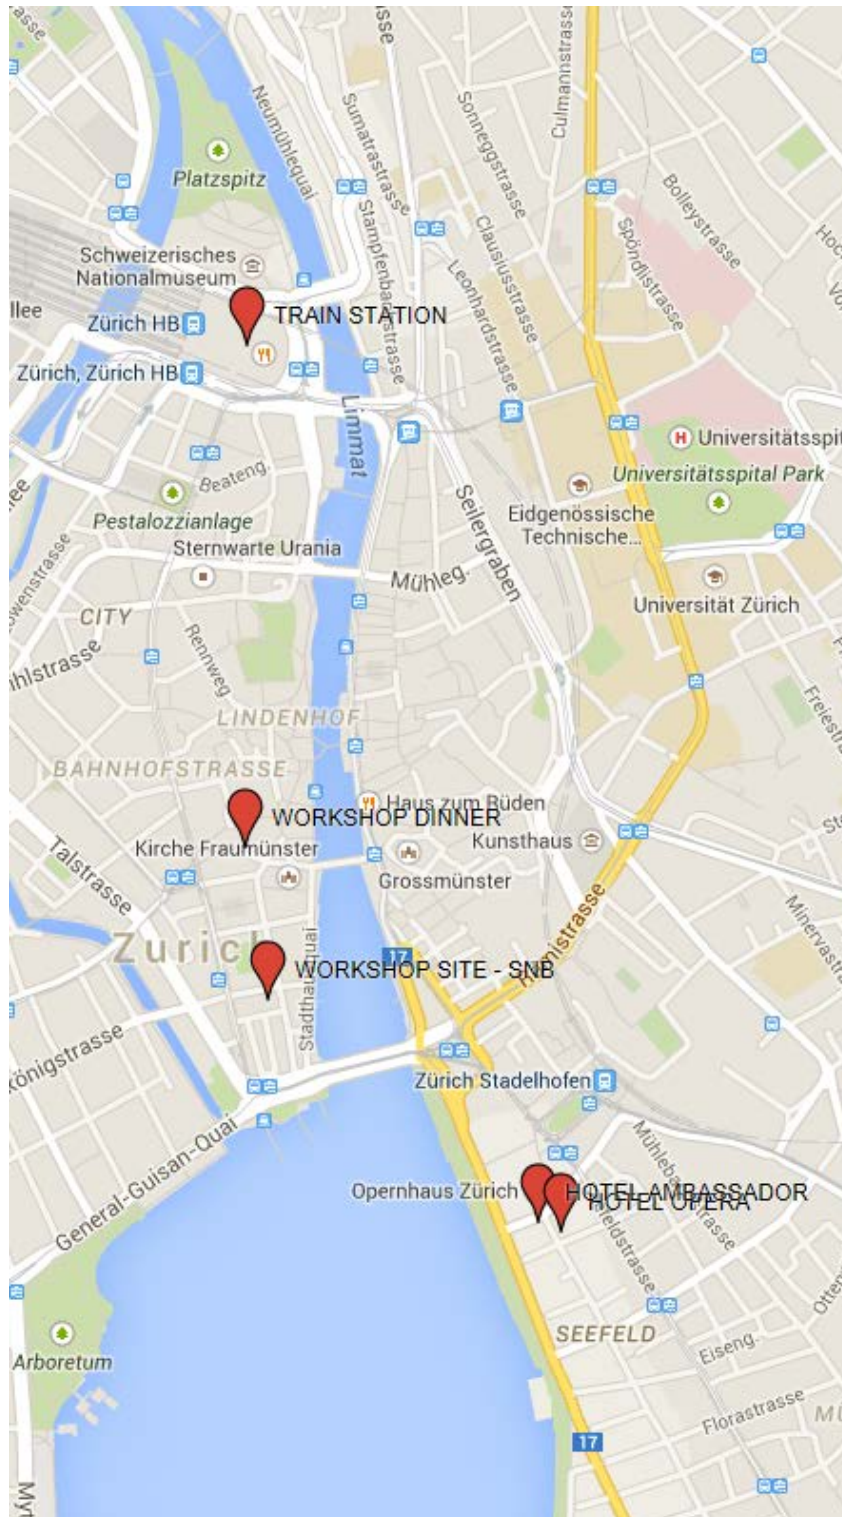 Neumühlequai
Sumatrastrasse
Sonneggstrasse
Culmannstrasse
Platzspitz
Bolleystrasse
Stampfenbachstrasse
Clausiusstrasse
Spöndlistrasse
Schweizerisches
Nationalmuseum
Leonhardstrasse
Zürich HB
TRAIN STATION
Zürich, Zürich HB
Limmat
Universitätsspit
Beateng.
Universitätsspital Park
Seilergraben
Pestalozzianlage
Eidgenössische
Technische...
Sternwarte Urania
Mühleg.
Universität Zürich
CITY
Rennweg
LINDENHOF
BAHNHOFSTRASSE
Haus zum Rüden
WORKSHOP DINNER
Kirche Fraumünster
Kunsthaus
Talstrasse
Grossmünster
Zurich
17
WORKSHOP SITE - SNB
Stadthausquai
königstrasse
Zürich Stadelhofen
General-Guisan-Quai
Opernhaus Zürich
HOTEL AMBASSADOR
HOTEL OPERA
SEEFELD
Eiseng.
Arboretum
Florastrasse
17